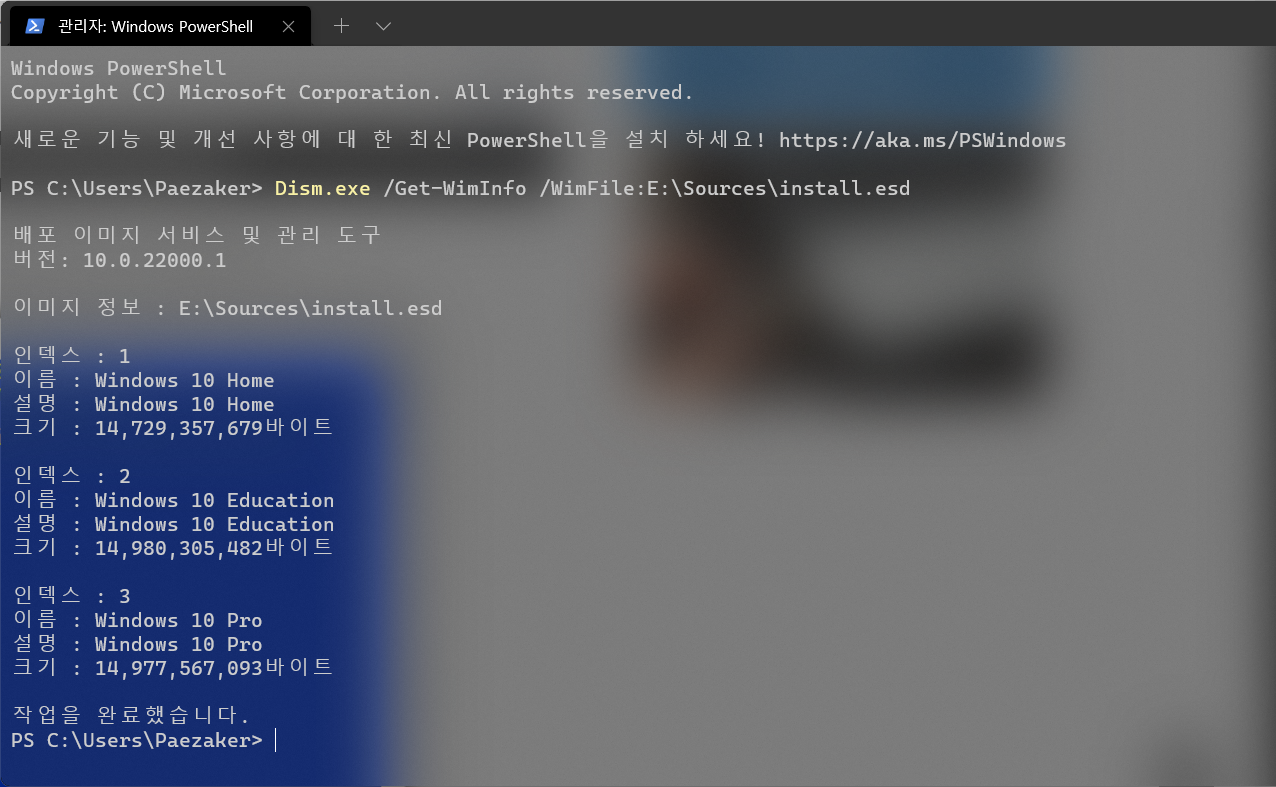 관리자: Windows PowerShell
Windows PowerShell
Copyright (C) Microsoft Corporation. All rights reserved.
새로운 기능 및 개선 사항에 대 한 최신 PowerShell을 설치 하세요! https://aka.ms/PSWindows
PS C:\Users\Paezaker> Dism.exe /Get-WimInfo /WimFile:E:\Sources\install.esd
배포 이미지 서비스 및 관리 도구
버전: 10.0.22000.1
이미지 정보 : E:\Sources\install.esd
인덱스 : 1
이름 : Windows 10 Home
설명 : Windows 10 Home
크기 : 14,729,357,679바이트
인덱스 : 2
이름 : Windows 10 Education
설명 : Windows 10 Education
크기 : 14,980,305,482바이트
인덱스 : 3
이름 : Windows 10 Pro
설명 : Windows 10 Pro
크기 : 14,977,567,093바이트
작업을 완료했습니다.
PS C:\Users\Paezaker>